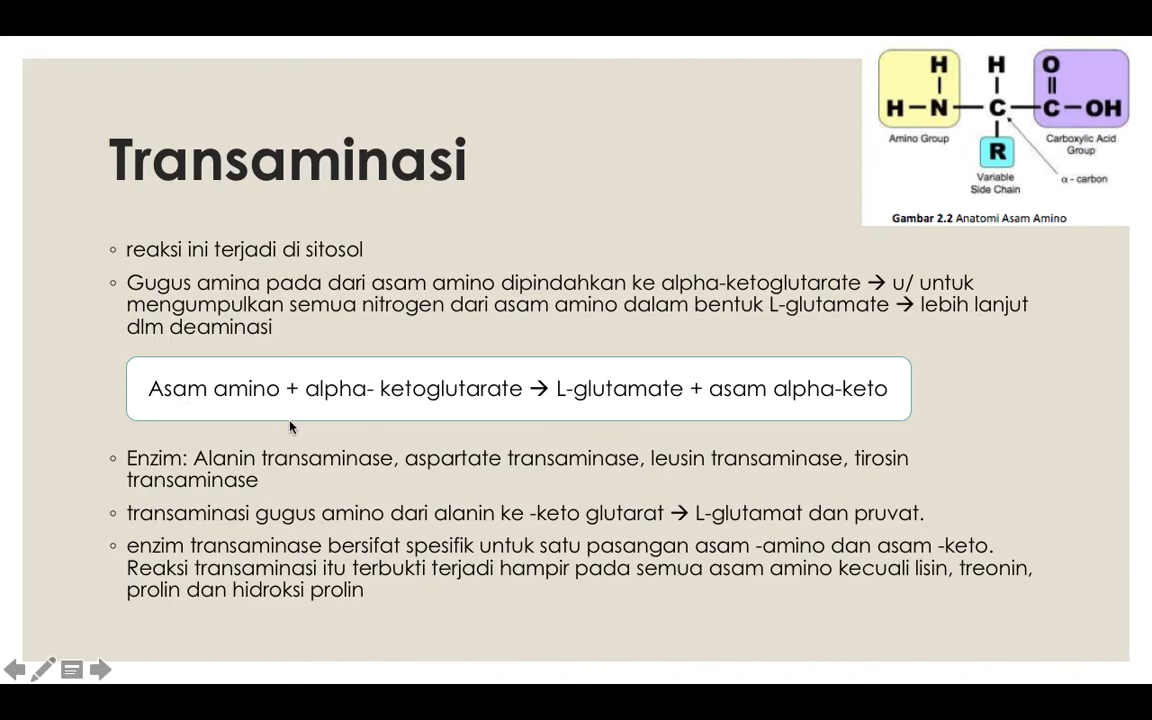 Transaminasi
H H O
H N C C OH
Amino Group
Carboxylic Acid
Group
R
Variable
Side Chain
α - carbon
Gambar 2.2 Anatomi Asam Amino
◦ reaksi ini terjadi di sitosol
◦ Gugus amina pada dari asam amino dipindahkan ke alpha-ketoglutarate → u/ untuk
mengumpulkan semua nitrogen dari asam amino dalam bentuk L-glutamate → lebih lanjut
dlm deaminasi
Asam amino + alpha- ketoglutarate → L-glutamate + asam alpha-keto
◦ Enzim: Alanin transaminase, aspartate transaminase, leusin transaminase, tirosin
transaminase
◦ transaminasi gugus amino dari alanin ke -keto glutarat → L-glutamat dan pruvat.
◦ enzim transaminase bersifat spesifik untuk satu pasangan asam -amino dan asam -keto.
Reaksi transaminasi itu terbukti terjadi hampir pada semua asam amino kecuali lisin, treonin,
prolin dan hidroksi prolin